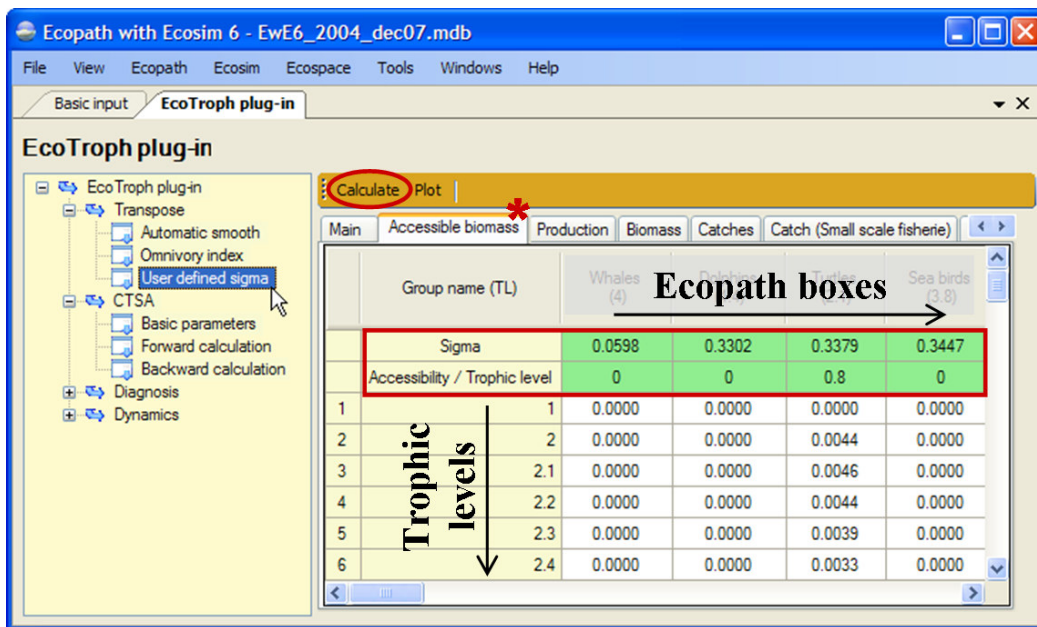 Ecopath with Ecosim 6 - EwE6_2004_dec07.mdb
File View Ecopath Ecosim Ecospace Tools Windows Help
Basic input EcoTroph plug-in
EcoTroph plug-in
EcoTroph plug-in
Transpose
Automatic smooth
Omnivory index
User defined sigma
CTSA
Basic parameters
Forward calculation
Backward calculation
Diagnosis
Dynamics
Calculate Plot
*
Main Accessible biomass Production Biomass Catches Catch (Small scale fisherie)
Group name (TL) Whales (4) Sea birds (3.8)
Ecopath boxes
Sigma 0.0598 0.3302 0.3379 0.3447
Accessibility / Trophic level 0 0 0.8 0
1 1 0.0000 0.0000 0.0000 0.0000
2 2 0.0000 0.0000 0.0044 0.0000
3 2.1 0.0000 0.0000 0.0046 0.0000
4 2.2 0.0000 0.0000 0.0044 0.0000
5 2.3 0.0000 0.0000 0.0039 0.0000
6 2.4 0.0000 0.0000 0.0033 0.0000
Trophic
levels